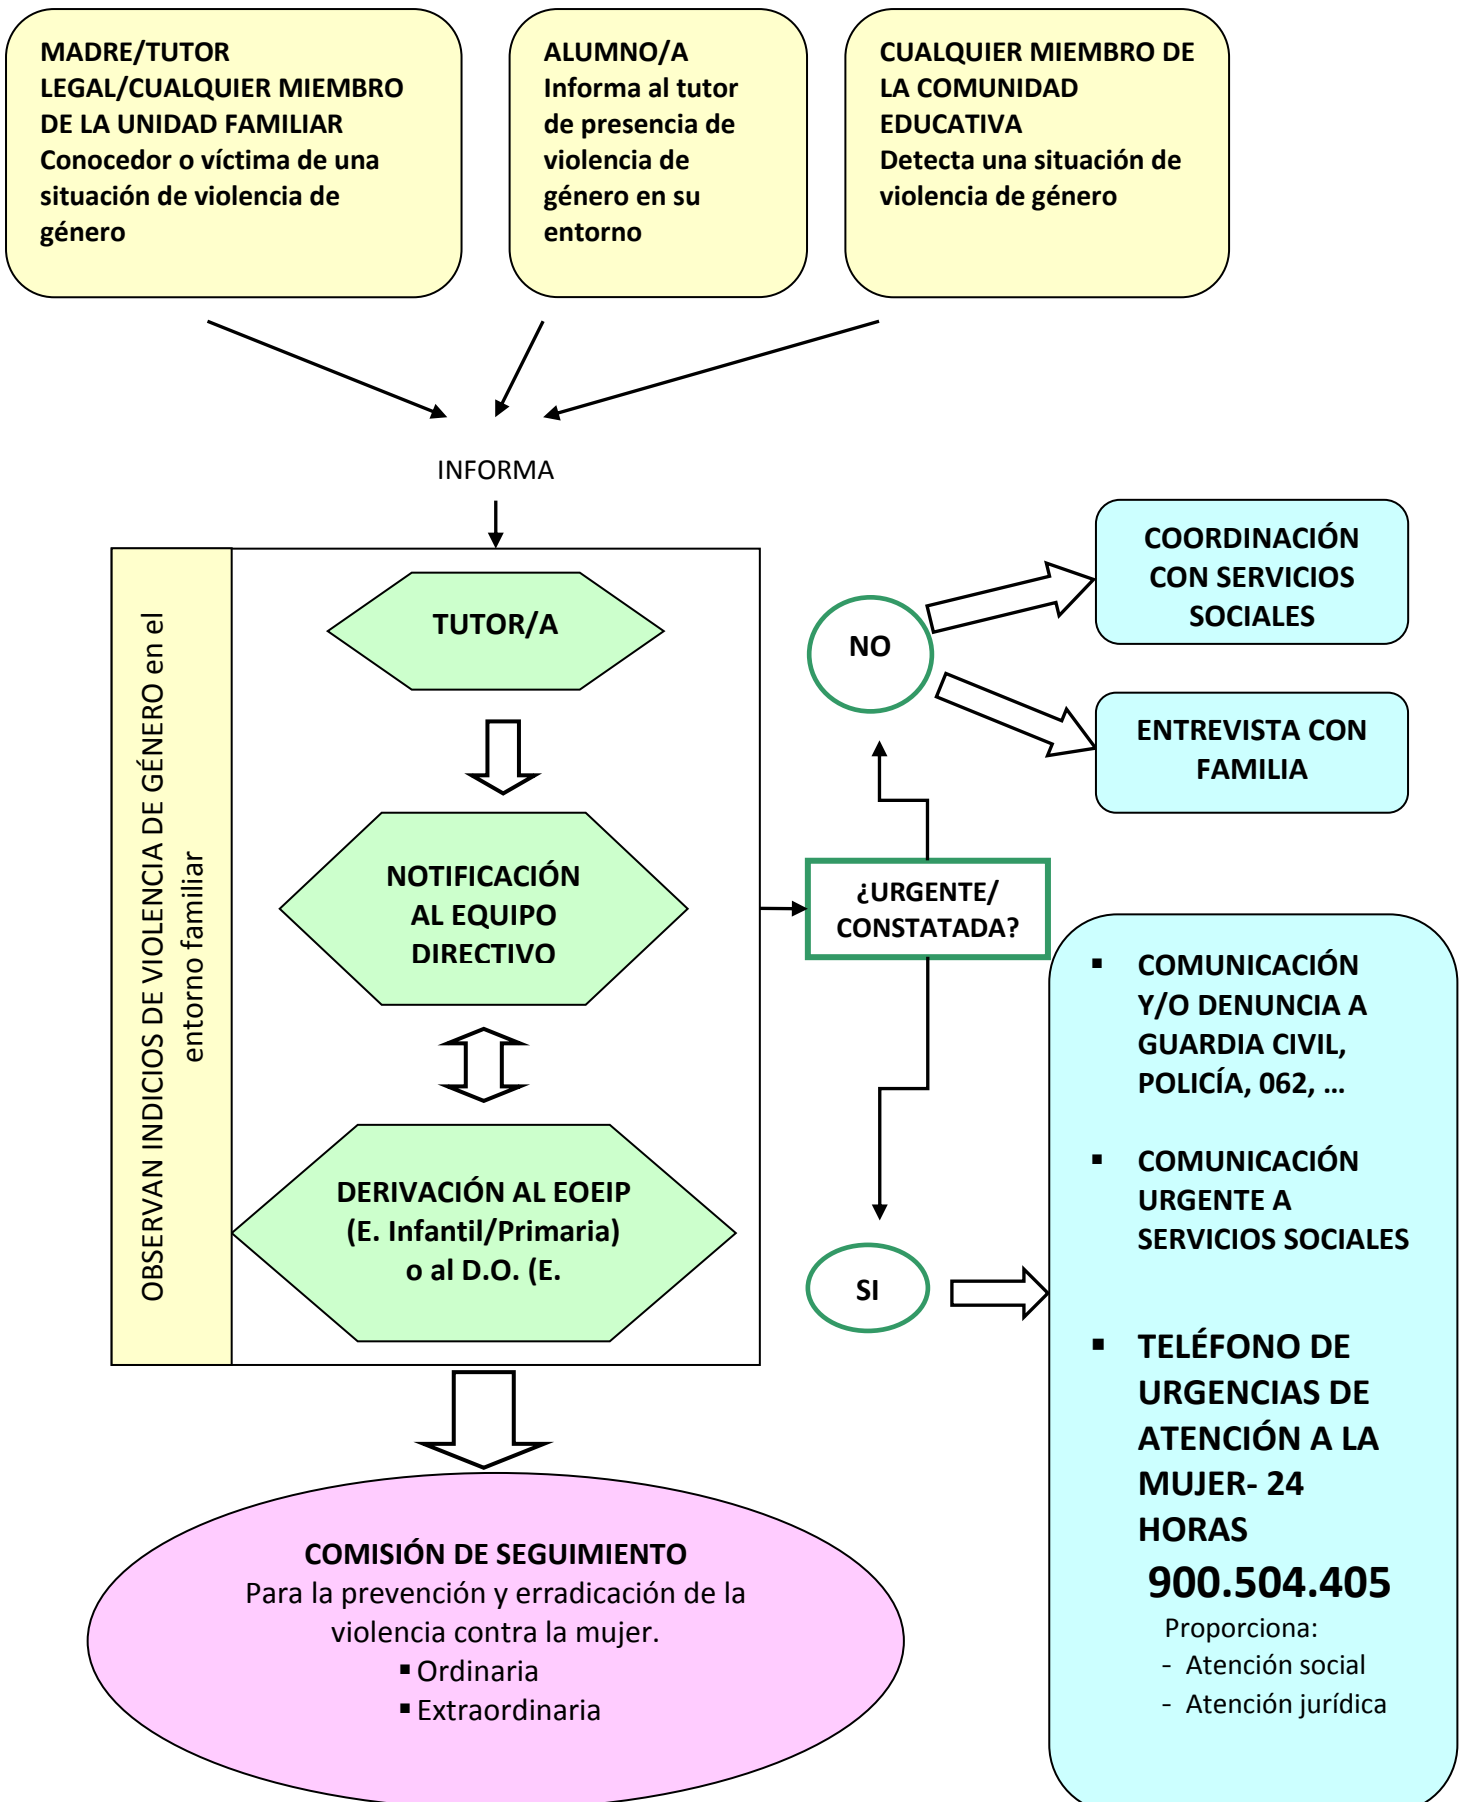 MADRE/TUTOR
LEGAL/CUALQUIER MIEMBRO
DE LA UNIDAD FAMILIAR
Conocedor o víctima de una
situación de violencia de
género
ALUMNO/A
Informa al tutor
de presencia de
violencia de
género en su
entorno
CUALQUIER MIEMBRO DE
LA COMUNIDAD
EDUCATIVA
Detecta una situación de
violencia de género
INFORMA
OBSERVAN INDICIOS DE VIOLENCIA DE GÉNERO en el
entorno familiar
TUTOR/A
NOTIFICACIÓN
AL EQUIPO
DIRECTIVO
DERIVACIÓN AL EOEIP
(E. Infantil/Primaria)
o al D.O. (E.
NO
COORDINACIÓN
CON SERVICIOS
SOCIALES
ENTREVISTA CON
FAMILIA
¿URGENTE/
CONSTATADA?
SI
▪ COMUNICACIÓN
Y/O DENUNCIA A
GUARDIA CIVIL,
POLICÍA, 062, ...
▪ COMUNICACIÓN
URGENTE A
SERVICIOS SOCIALES
▪ TELÉFONO DE
URGENCIAS DE
ATENCIÓN A LA
MUJER- 24
HORAS
900.504.405
Proporciona:
- Atención social
- Atención jurídica
COMISIÓN DE SEGUIMIENTO
Para la prevención y erradicación de la
violencia contra la mujer.
▪ Ordinaria
▪ Extraordinaria